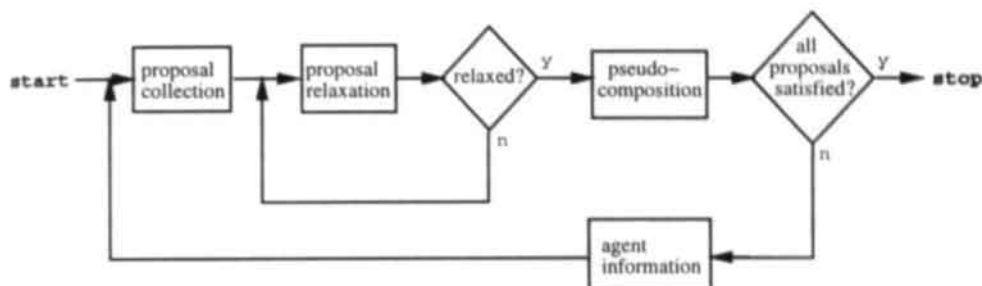 start
proposal
collection
proposal
relaxation
relaxed?
y
n
pseudo-
composition
all
proposals
satisfied?
y
n
stop
agent
information